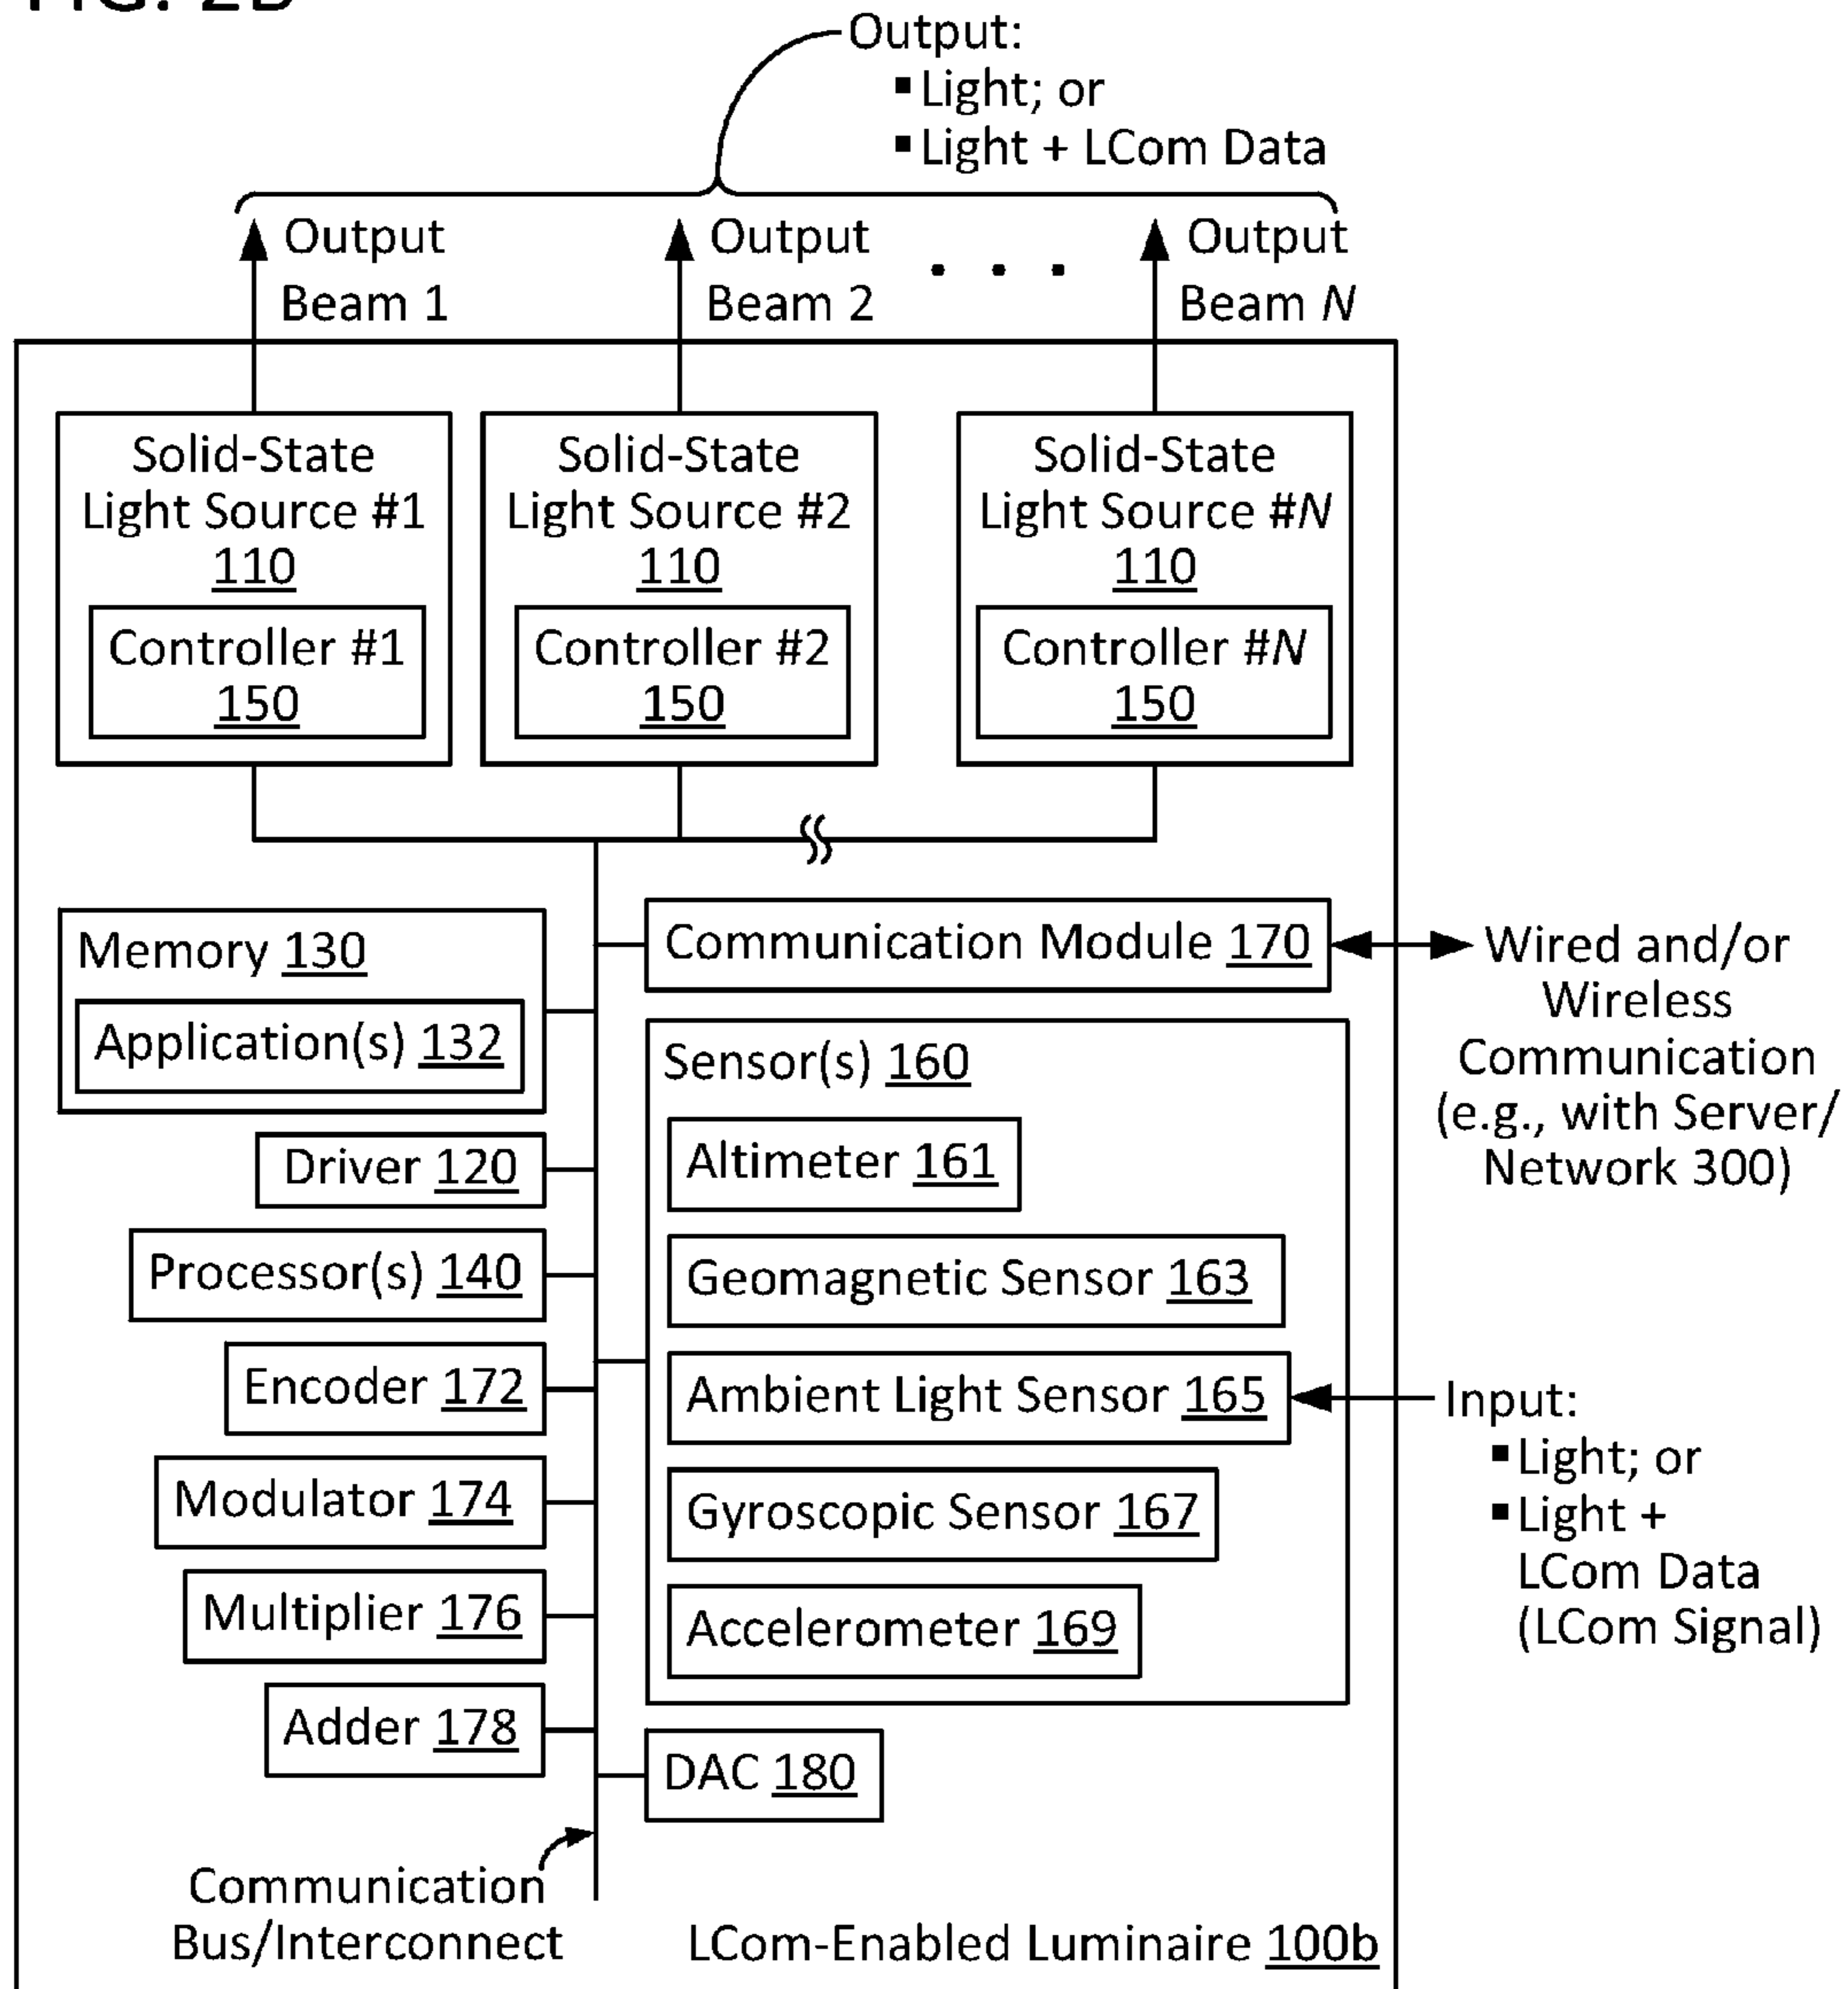 FIG. 2B
Output:
▪ Light; or
▪ Light + LCom Data
Output
Beam 1
Output
Beam 2
. . .
Output
Beam N
Solid-State
Light Source #1
110
Controller #1
150
Solid-State
Light Source #2
110
Controller #2
150
Solid-State
Light Source #N
110
Controller #N
150
Memory 130
Application(s) 132
Driver 120
Processor(s) 140
Encoder 172
Modulator 174
Multiplier 176
Adder 178
Communication
Bus/Interconnect
Communication Module 170
Wired and/or
Wireless
Communication
(e.g., with Server/
Network 300)
Sensor(s) 160
Altimeter 161
Geomagnetic Sensor 163
Ambient Light Sensor 165
Gyroscopic Sensor 167
Accelerometer 169
Input:
▪ Light; or
▪ Light +
LCom Data
(LCom Signal)
DAC 180
LCom-Enabled Luminaire 100b